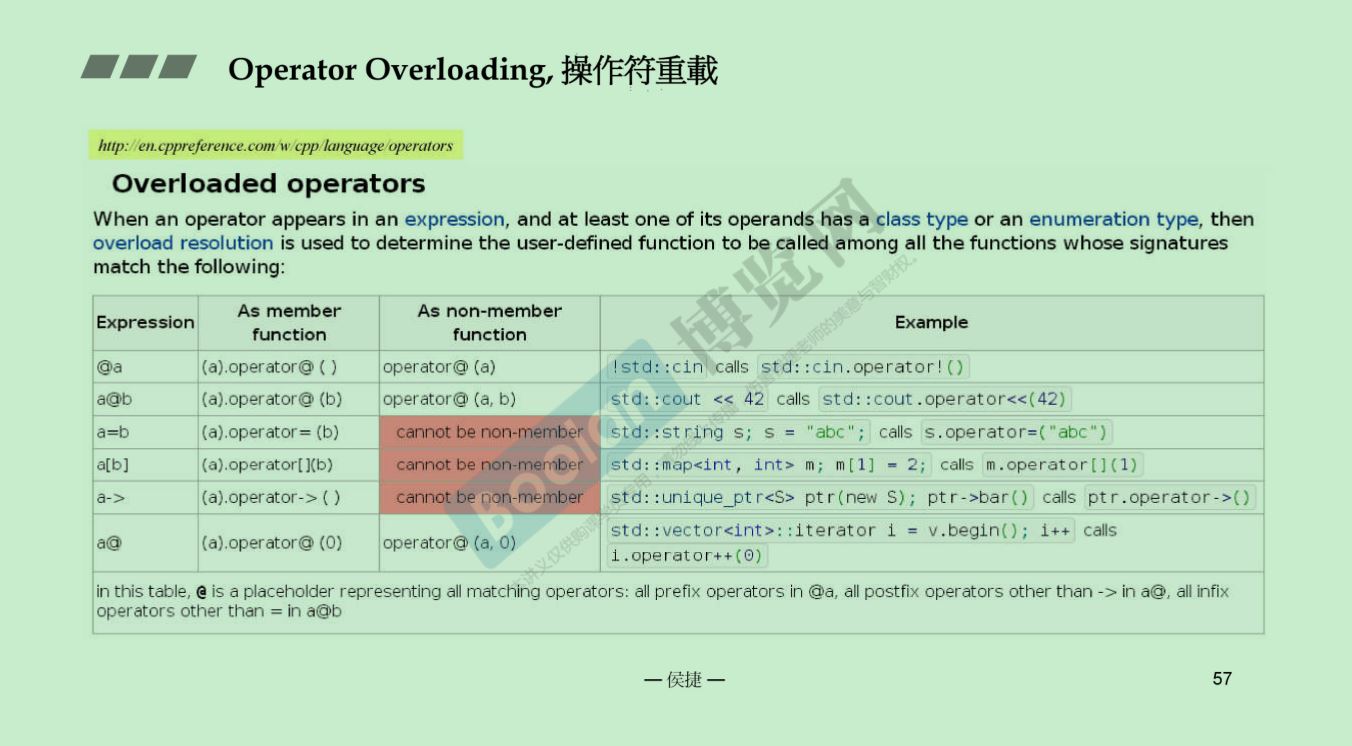 Operator Overloading, 操作符重載
http://en.cppreference.com/w/cpp/language/operators
Overloaded operators
When an operator appears in an expression, and at least one of its operands has a class type or an enumeration type, then
overload resolution is used to determine the user-defined function to be called among all the functions whose signatures
match the following:
Expression As member function As non-member function Example
@a (a).operator@ ( ) operator@ (a) !std::cin calls std::cin.operator!()
a@b (a).operator@ (b) operator@ (a, b) std::cout << 42 calls std::cout.operator<<(42)
a=b (a).operator= (b) cannot be non-member std::string s; s = "abc"; calls s.operator=("abc")
a[b] (a).operator[](b) cannot be non-member std::map<int, int> m; m[1] = 2; calls m.operator[](1)
a-> (a).operator-> ( ) cannot be non-member std::unique_ptr<S> ptr(new S); ptr->bar() calls ptr.operator->()
a@ (a).operator@ (0) operator@ (a, 0) std::vector<int>::iterator i = v.begin(); i++ calls
i.operator++(0)
in this table, @ is a placeholder representing all matching operators: all prefix operators in @a, all postfix operators other than -> in a@, all infix
operators other than = in a@b
Boolan 博览网
— 侯捷 —
57